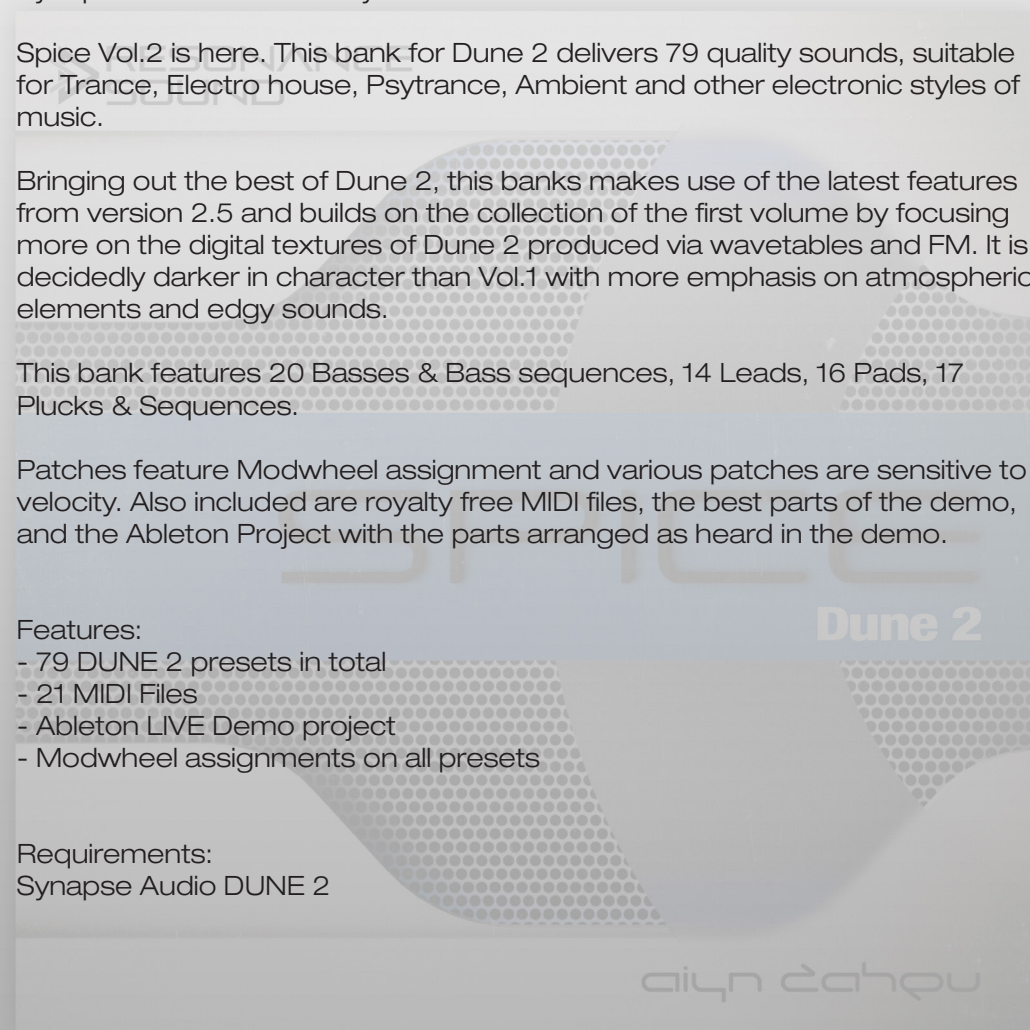 Spice Vol.2 is here. This bank for Dune 2 delivers 79 quality sounds, suitable
for Trance, Electro house, Psytrance, Ambient and other electronic styles of
music.
RESONANCE
SOUND
Bringing out the best of Dune 2, this banks makes use of the latest features
from version 2.5 and builds on the collection of the first volume by focusing
more on the digital textures of Dune 2 produced via wavetables and FM. It is
decidedly darker in character than Vol.1 with more emphasis on atmospheric
elements and edgy sounds.
This bank features 20 Basses & Bass sequences, 14 Leads, 16 Pads, 17
Plucks & Sequences.
Patches feature Modwheel assignment and various patches are sensitive to
velocity. Also included are royalty free MIDI files, the best parts of the demo,
and the Ableton Project with the parts arranged as heard in the demo.
SPICE
Dune 2
Features:
- 79 DUNE 2 presets in total
- 21 MIDI Files
- Ableton LIVE Demo project
- Modwheel assignments on all presets
Requirements:
Synapse Audio DUNE 2